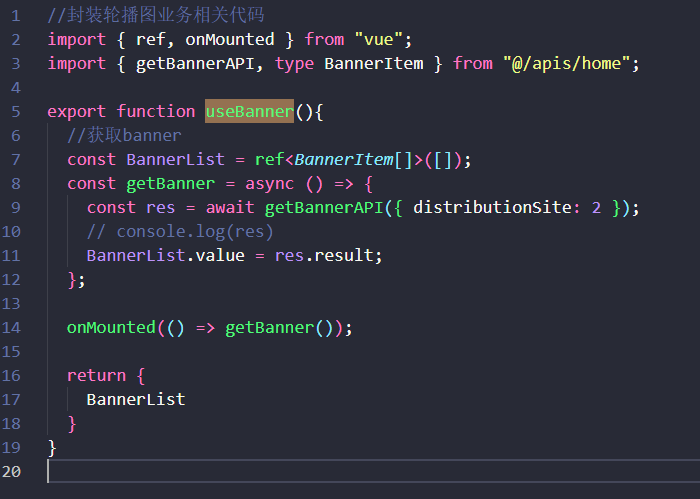 1 //封装轮播图业务相关代码
2 import { ref, onMounted } from "vue";
3 import { getBannerAPI, type BannerItem } from "@/apis/home";
4
5 export function useBanner(){
6 //获取banner
7 const BannerList = ref<BannerItem[]>([]);
8 const getBanner = async () => {
9 const res = await getBannerAPI({ distributionSite: 2 });
10 // console.log(res)
11 BannerList.value = res.result;
12 };
13
14 onMounted(() => getBanner());
15
16 return {
17 BannerList
18 }
19 }
20